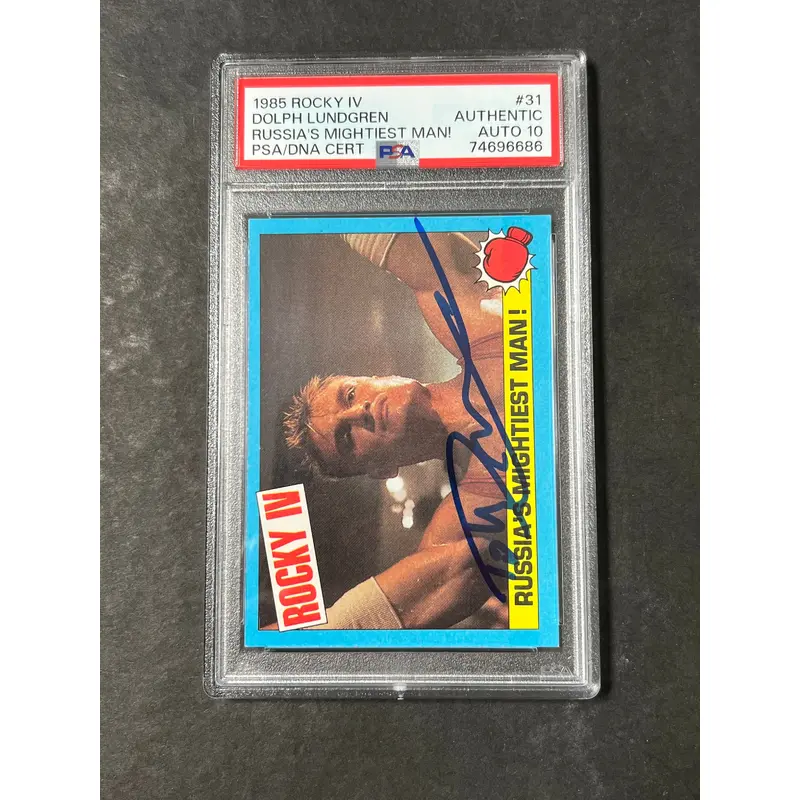 1985 ROCKY IV #31
DOLPH LUNDGREN AUTHENTIC
RUSSIA'S MIGHTIEST MAN! AUTO 10
PSA/DNA CERT PSA 74696686
ROCKY IV
RUSSIA'S MIGHTIEST MAN!